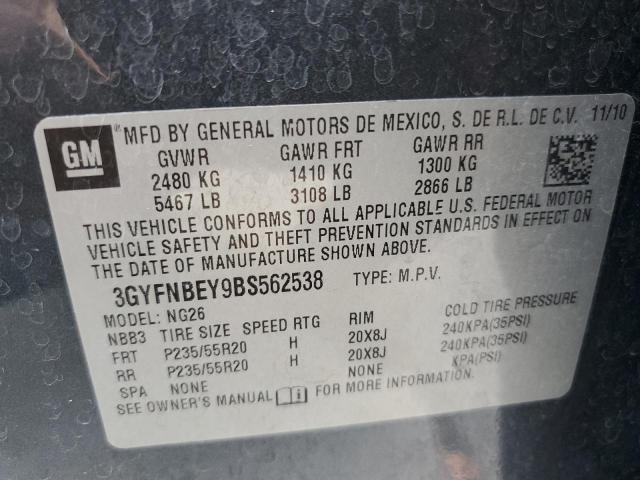 GM
® MFD BY GENERAL MOTORS DE MEXICO, S. DE R.L. DE C.V. 11/10
GVWR GAWR FRT GAWR RR
2480 KG 1410 KG 1300 KG
5467 LB 3108 LB 2866 LB
THIS VEHICLE CONFORMS TO ALL APPLICABLE U.S. FEDERAL MOTOR
VEHICLE SAFETY AND THEFT PREVENTION STANDARDS IN EFFECT ON
THE DATE OF MANUFACTURE SHOWN ABOVE.
3GYFNBEY9BS562538 TYPE: M.P.V.
MODEL: NG26
NBB3 TIRE SIZE SPEED RTG RIM COLD TIRE PRESSURE
FRT P235/55R20 H 20X8J 240KPA(35PSI)
RR P235/55R20 H 20X8J 240KPA(35PSI)
SPA NONE NONE KPA(PSI)
SEE OWNER'S MANUAL i FOR MORE INFORMATION.